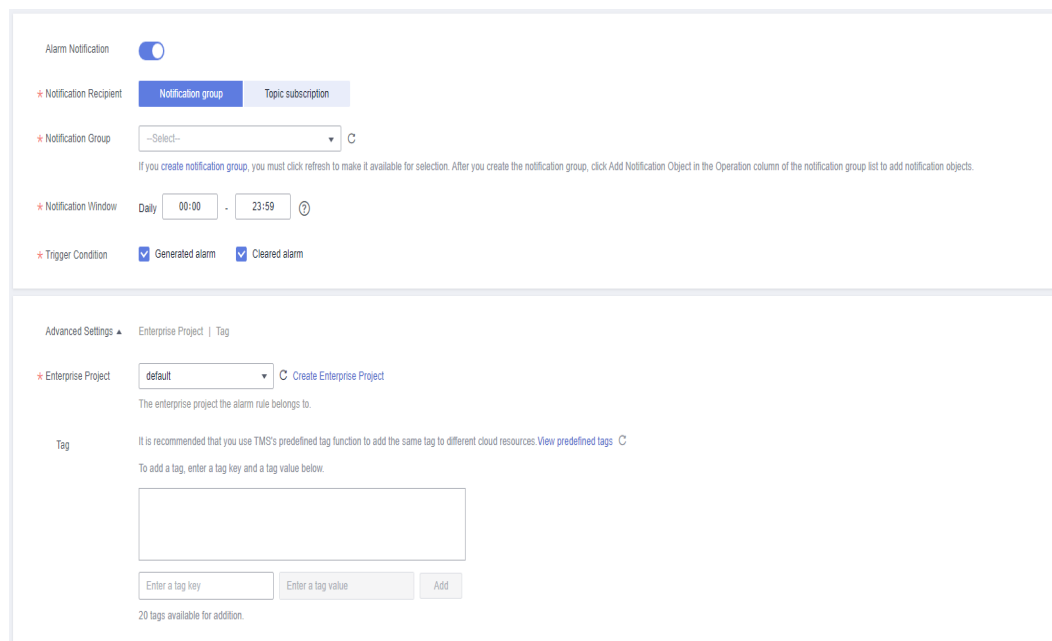 Alarm Notification
* Notification Recipient Notification group Topic subscription
* Notification Group --Select--
If you create notification group, you must click refresh to make it available for selection. After you create the notification group, click Add Notification Object in the Operation column of the notification group list to add notification objects.
* Notification Window Daily 00:00 - 23:59
* Trigger Condition Generated alarm Cleared alarm
Advanced Settings Enterprise Project | Tag
* Enterprise Project default Create Enterprise Project
The enterprise project the alarm rule belongs to.
Tag It is recommended that you use TMS's predefined tag function to add the same tag to different cloud resources.View predefined tags
To add a tag, enter a tag key and a tag value below.
Enter a tag key Enter a tag value Add
20 tags available for addition.